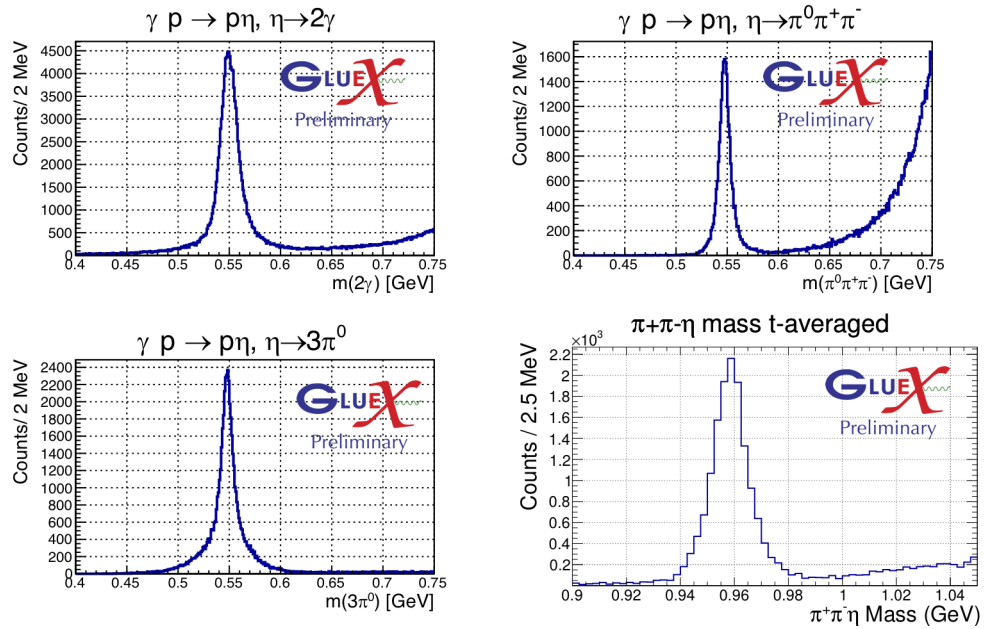 γ p → pη, η→2γ
Counts/ 2 MeV
4500
4000
3500
3000
2500
2000
1500
1000
500
0
0.4 0.45 0.5 0.55 0.6 0.65 0.7 0.75
m(2γ) [GeV]
GLUEX
Preliminary
γ p → pη, η→π⁰π⁺π⁻
Counts/ 2 MeV
1600
1400
1200
1000
800
600
400
200
0
0.4 0.45 0.5 0.55 0.6 0.65 0.7 0.75
m(π⁰π⁺π⁻) [GeV]
GLUEX
Preliminary
γ p → pη, η→3π⁰
Counts/ 2 MeV
2400
2200
2000
1800
1600
1400
1200
1000
800
600
400
200
0
0.4 0.45 0.5 0.55 0.6 0.65 0.7 0.75
m(3π⁰) [GeV]
GLUEX
Preliminary
π+π-η mass t-averaged
×10³
Counts / 2.5 MeV
2.2
2
1.8
1.6
1.4
1.2
1
0.8
0.6
0.4
0.2
0.9 0.92 0.94 0.96 0.98 1 1.02 1.04
π⁺π⁻η Mass (GeV)
GLUEX
Preliminary